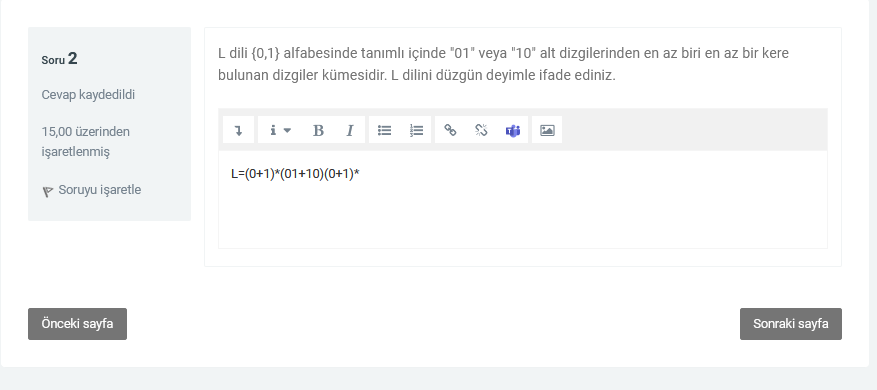 Soru 2
Cevap kaydedildi
15,00 üzerinden
işaretlenmiş
Soruyu işaretle
L dili {0,1} alfabesinde tanımlı içinde "01" veya "10" alt dizgilerinden en az biri en az bir kere
bulunan dizgiler kümesidir. L dilini düzgün deyimle ifade ediniz.
B I
L=(0+1)*(01+10)(0+1)*
Önceki sayfa
Sonraki sayfa